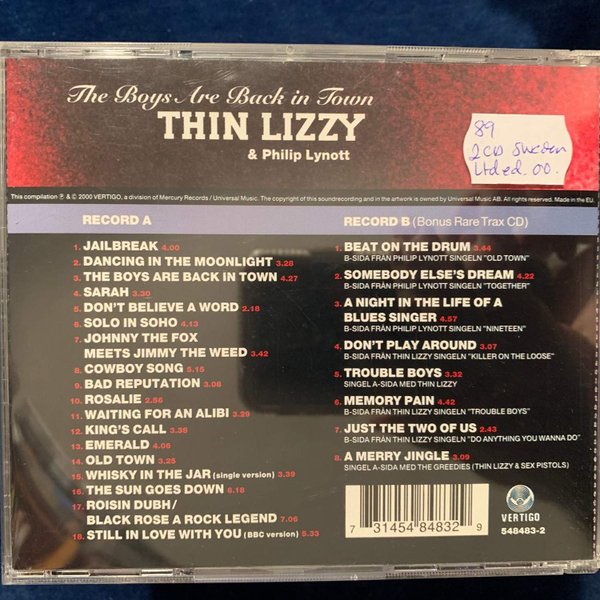 The Boys Are Back in Town
THIN LIZZY
& Philip Lynott
89
2CD Sweden
Ltd ed. 00.
This compilation ℗ & © 2000 VERTIGO, a division of Mercury Records / Universal Music. The copyright of this soundrecording and in the artwork is owned by Universal Music AB. All rights reserved. Made in the EU.
RECORD A
1. JAILBREAK 4.00
2. DANCING IN THE MOONLIGHT 3.28
3. THE BOYS ARE BACK IN TOWN 4.27
4. SARAH 3.30
5. DON'T BELIEVE A WORD 2.18
6. SOLO IN SOHO 4.13
7. JOHNNY THE FOX
MEETS JIMMY THE WEED 3.42
8. COWBOY SONG 5.15
9. BAD REPUTATION 3.08
10. ROSALIE 2.56
11. WAITING FOR AN ALIBI 3.29
12. KING'S CALL 3.38
13. EMERALD 4.06
14. OLD TOWN 3.25
15. WHISKY IN THE JAR (single version) 3.39
16. THE SUN GOES DOWN 6.18
17. ROISIN DUBH/
BLACK ROSE A ROCK LEGEND 7.06
18. STILL IN LOVE WITH YOU (BBC version) 5.33
RECORD B (Bonus Rare Trax CD)
1. BEAT ON THE DRUM 3.44
B-SIDA FRÅN PHILIP LYNOTT SINGELN "OLD TOWN"
2. SOMEBODY ELSE'S DREAM 4.22
B-SIDA FRÅN PHILIP LYNOTT SINGELN "TOGETHER"
3. A NIGHT IN THE LIFE OF A
BLUES SINGER 4.57
B-SIDA FRÅN PHILIP LYNOTT SINGELN "NINETEEN"
4. DON'T PLAY AROUND 3.07
B-SIDA FRÅN THIN LIZZY SINGELN "KILLER ON THE LOOSE"
5. TROUBLE BOYS 3.32
SINGEL A-SIDA MED THIN LIZZY
6. MEMORY PAIN 4.42
B-SIDA FRÅN THIN LIZZY SINGELN "TROUBLE BOYS"
7. JUST THE TWO OF US 2.43
B-SIDA FRÅN THIN LIZZY SINGELN "DO ANYTHING YOU WANNA DO"
8. A MERRY JINGLE 3.09
SINGEL A-SIDA MED THE GREEDIES (THIN LIZZY & SEX PISTOLS)
7 31454 84832 9
VERTIGO
548483-2